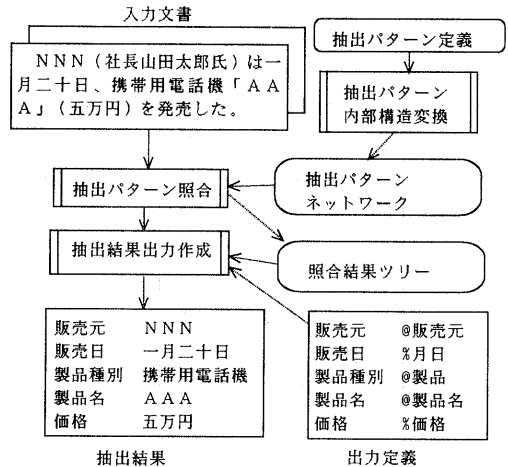 入力文書
NNN（社長山田太郎氏）は一
月二十日、携帯用電話機「AA
A」（五万円）を発売した。
抽出パターン定義
抽出パターン
内部構造変換
抽出パターン照合
抽出パターン
ネットワーク
抽出結果出力作成
照合結果ツリー
販売元 NNN
販売日 一月二十日
製品種別 携帯用電話機
製品名 AAA
価格 五万円
抽出結果
販売元 @販売元
販売日 %月日
製品種別 @製品
製品名 @製品名
価格 %価格
出力定義